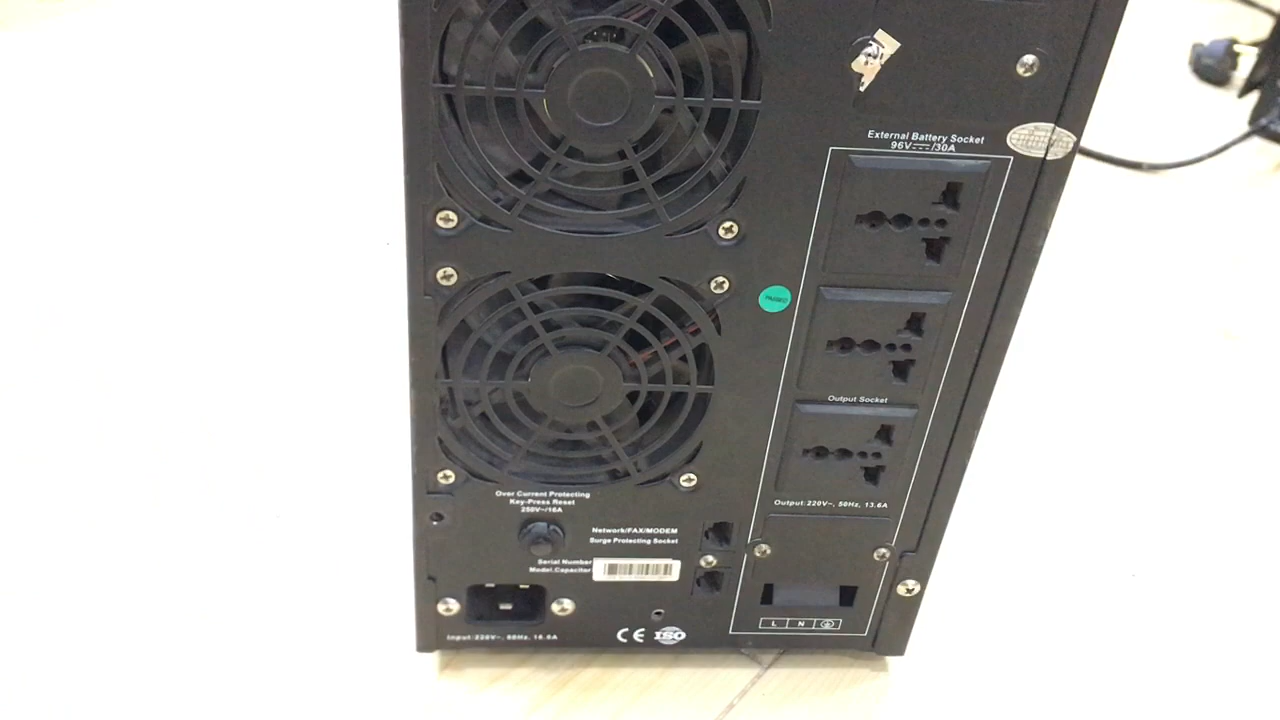 External Battery Socket
96V⎓/30A
PASSED
Output Socket
Over Current Protecting
Key-Press Reset
250V~/16A
Output:220V~, 50Hz, 13.6A
Network/FAX/MODEM
Surge Protecting Socket
Serial Number
Model.Capacitor
L N
Input:220V~, 50Hz, 16.6A
CE ISO